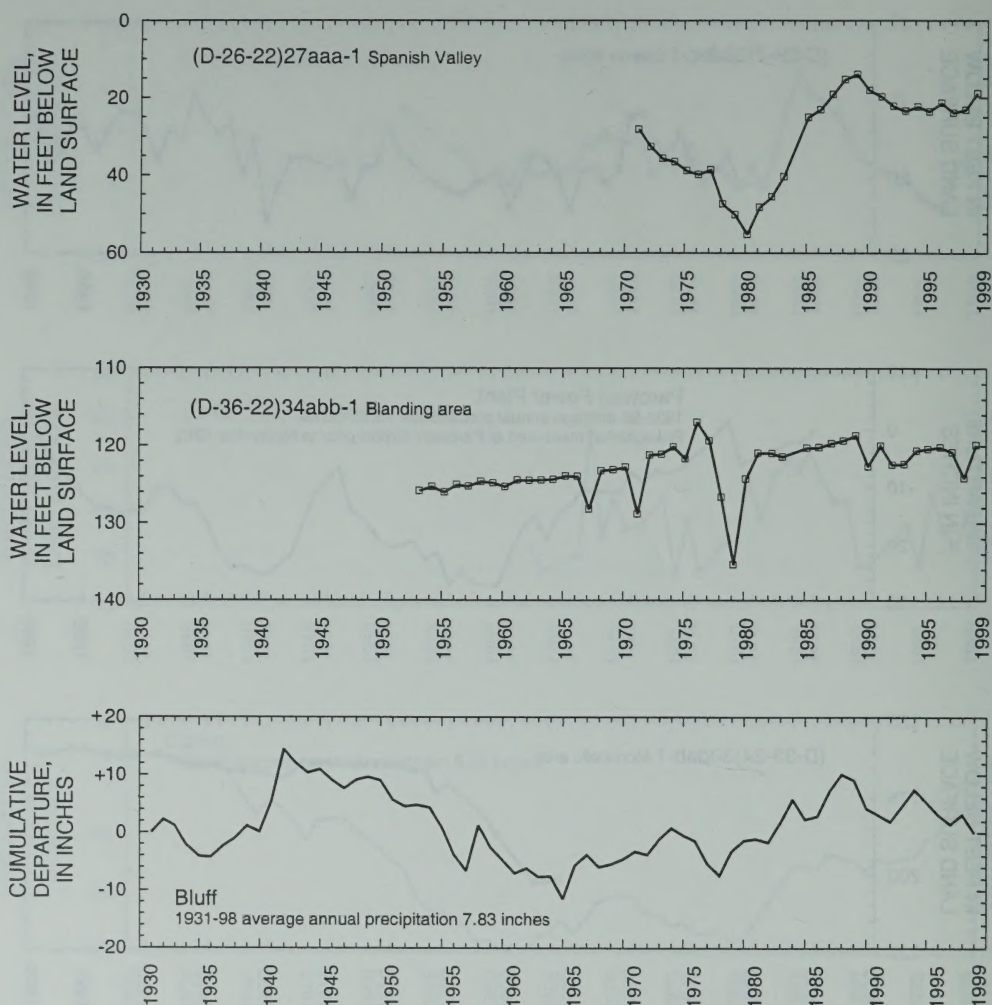 WATER LEVEL,
IN FEET BELOW
LAND SURFACE
0
20
40
60
(D-26-22)27aaa-1 Spanish Valley
1930 1935 1940 1945 1950 1955 1960 1965 1970 1975 1980 1985 1990 1995 1999
WATER LEVEL,
IN FEET BELOW
LAND SURFACE
110
120
130
140
(D-36-22)34abb-1 Blanding area
1930 1935 1940 1945 1950 1955 1960 1965 1970 1975 1980 1985 1990 1995 1999
CUMULATIVE
DEPARTURE,
IN INCHES
+20
+10
0
-10
-20
Bluff
1931-98 average annual precipitation 7.83 inches
1930 1935 1940 1945 1950 1955 1960 1965 1970 1975 1980 1985 1990 1995 1999